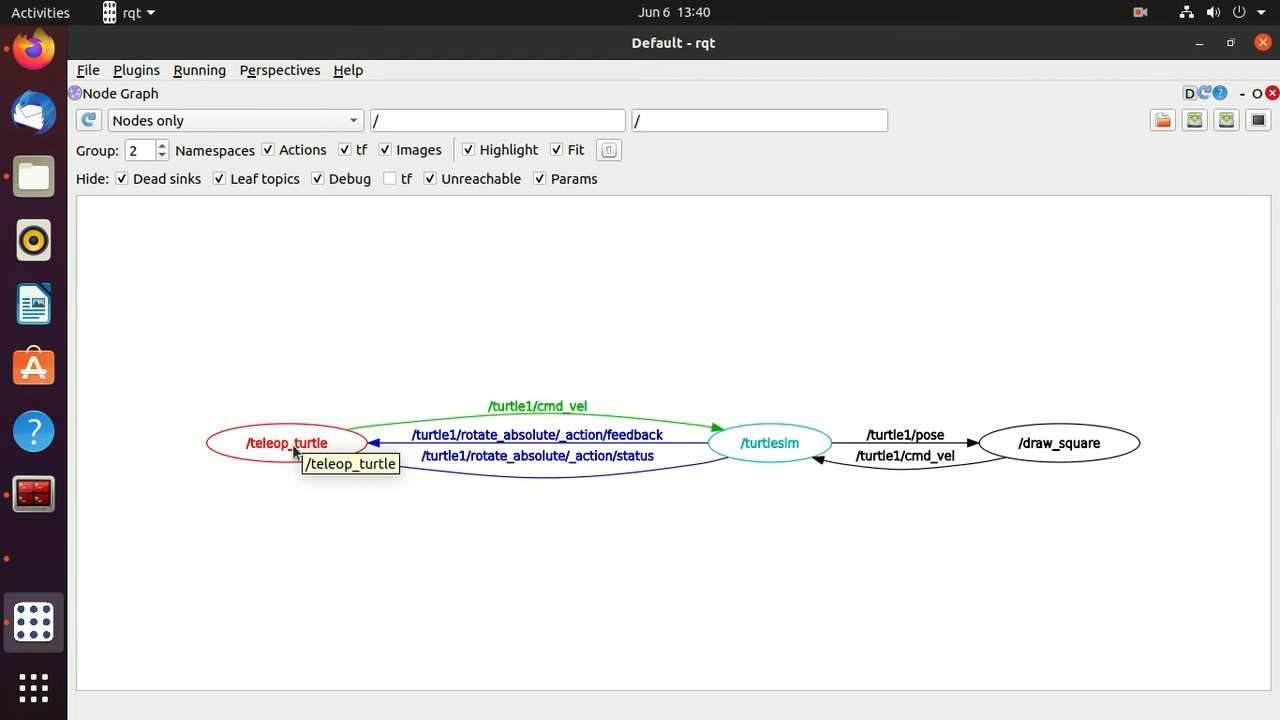 Activities rqt Jun 6 13:40
Default - rqt
File Plugins Running Perspectives Help
Node Graph D ? - O
Nodes only / /
Group: 2 Namespaces Actions tf Images Highlight Fit
Hide: Dead sinks Leaf topics Debug tf Unreachable Params
/turtle1/cmd_vel
/teleop_turtle /turtle1/rotate_absolute/_action/feedback /turtlesim /turtle1/pose /draw_square
/turtle1/rotate_absolute/_action/status /turtle1/cmd_vel
/teleop_turtle